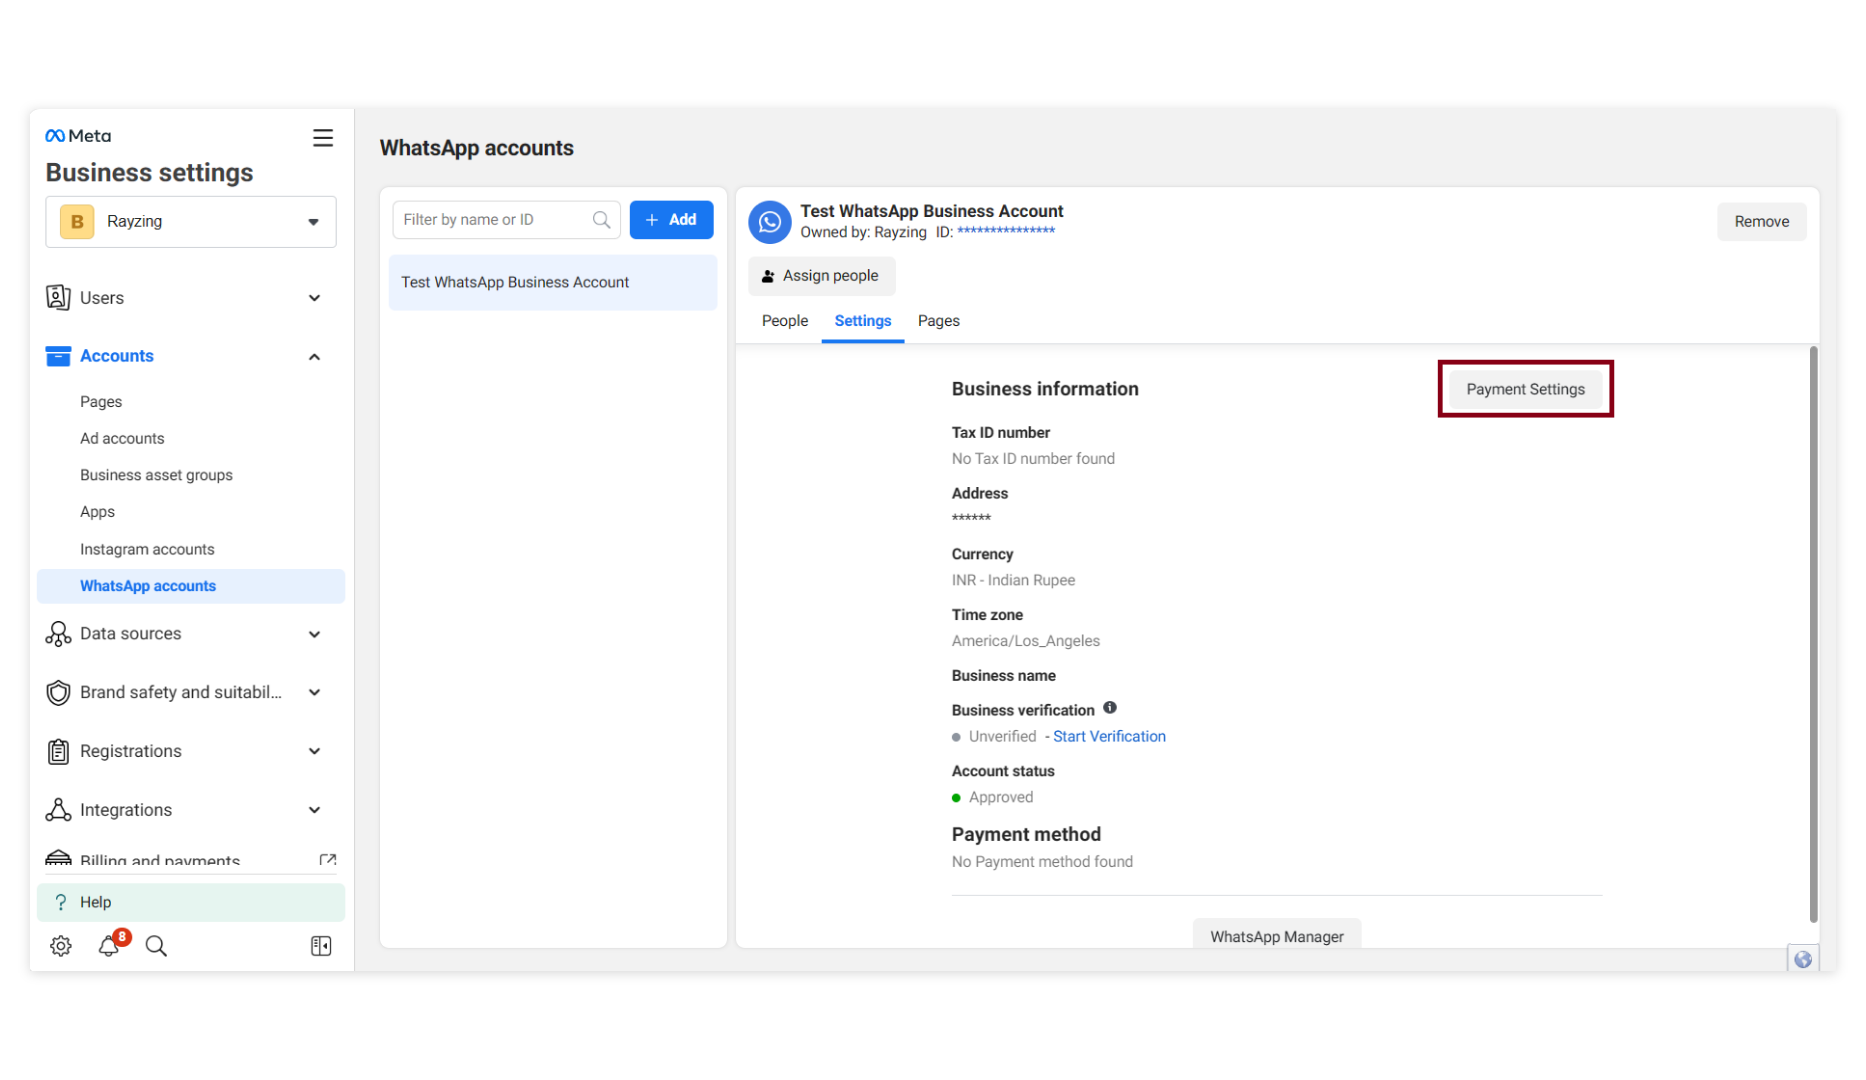 Meta
Business settings
B Rayzing
Users
Accounts
Pages
Ad accounts
Business asset groups
Apps
Instagram accounts
WhatsApp accounts
Data sources
Brand safety and suitabil...
Registrations
Integrations
Billing and payments
? Help
8
WhatsApp accounts
Filter by name or ID
+ Add
Test WhatsApp Business Account
Test WhatsApp Business Account
Owned by: Rayzing ID: ***************
Remove
Assign people
People Settings Pages
Business information
Payment Settings
Tax ID number
No Tax ID number found
Address
******
Currency
INR - Indian Rupee
Time zone
America/Los_Angeles
Business name
Business verification
Unverified - Start Verification
Account status
Approved
Payment method
No Payment method found
WhatsApp Manager